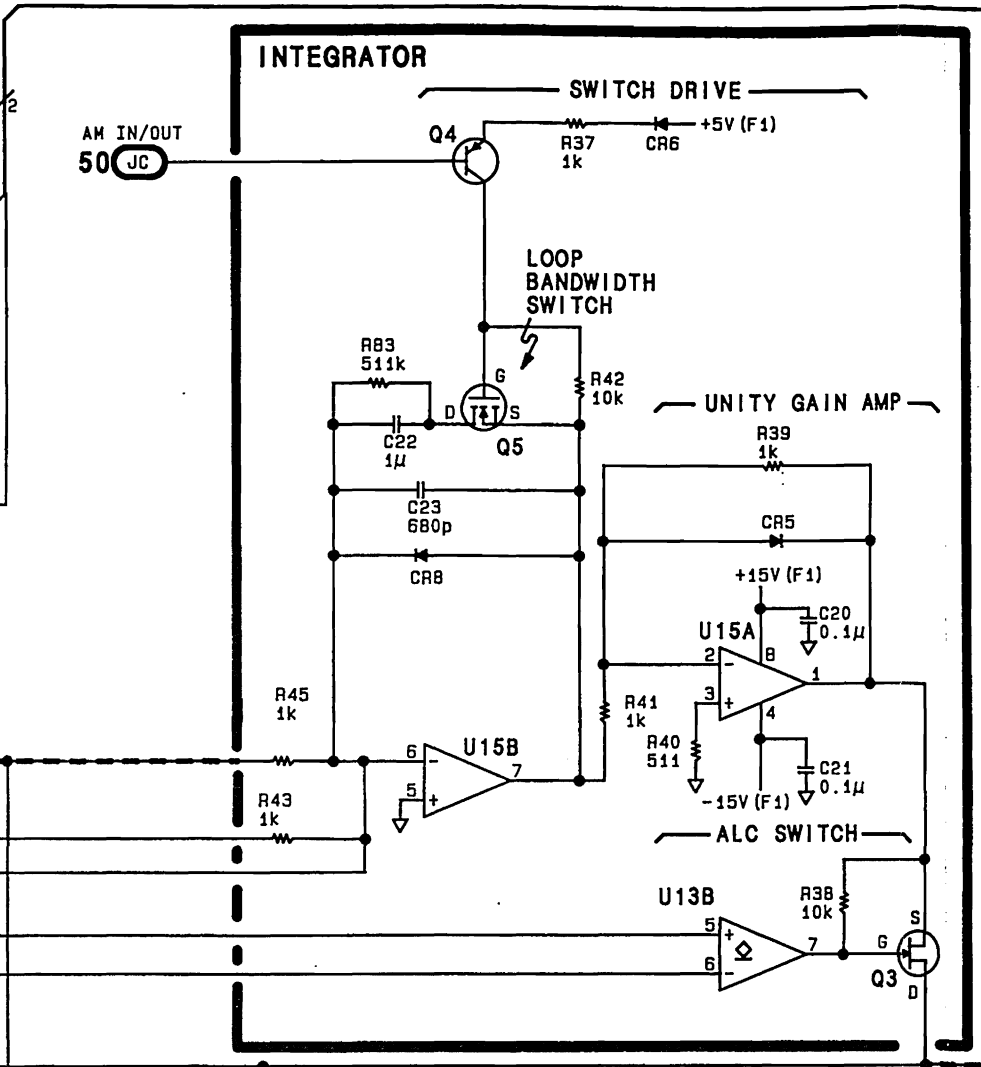 INTEGRATOR
SWITCH DRIVE
2
AM IN/OUT
50 JC
Q4
R37
1k
CR6
+5V (F1)
LOOP
BANDWIDTH
SWITCH
R83
511k
G
R42
10k
D
S
Q5
C22
1µ
UNITY GAIN AMP
R39
1k
C23
680p
CR5
CR8
+15V (F1)
C20
0.1µ
U15A
2
-
8
1
3
+
4
R45
1k
R41
1k
R40
511
U15B
6
-
7
5
+
C21
0.1µ
-15V (F1)
R43
1k
ALC SWITCH
U13B
R38
10k
S
5
+
7
G
6
-
Q3
D